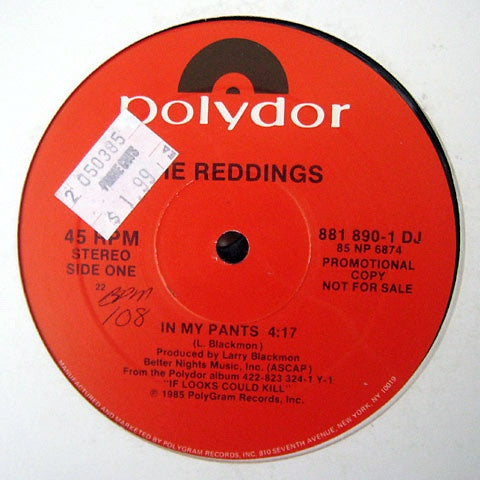 polydor
2 050385
$1.99
THE REDDINGS
45 RPM
STEREO
SIDE ONE
22
BPM
108
881 890-1 DJ
85 NP 6874
PROMOTIONAL
COPY
NOT FOR SALE
IN MY PANTS 4:17
(L. Blackmon)
Produced by Larry Blackmon
Better Nights Music, Inc. (ASCAP)
From the Polydor album 422-823 324-1 Y-1
"IF LOOKS COULD KILL"
℗ 1985 PolyGram Records, Inc.
MANUFACTURED AND MARKETED BY POLYGRAM RECORDS, INC. 810 SEVENTH AVENUE, NEW YORK, NY 10019